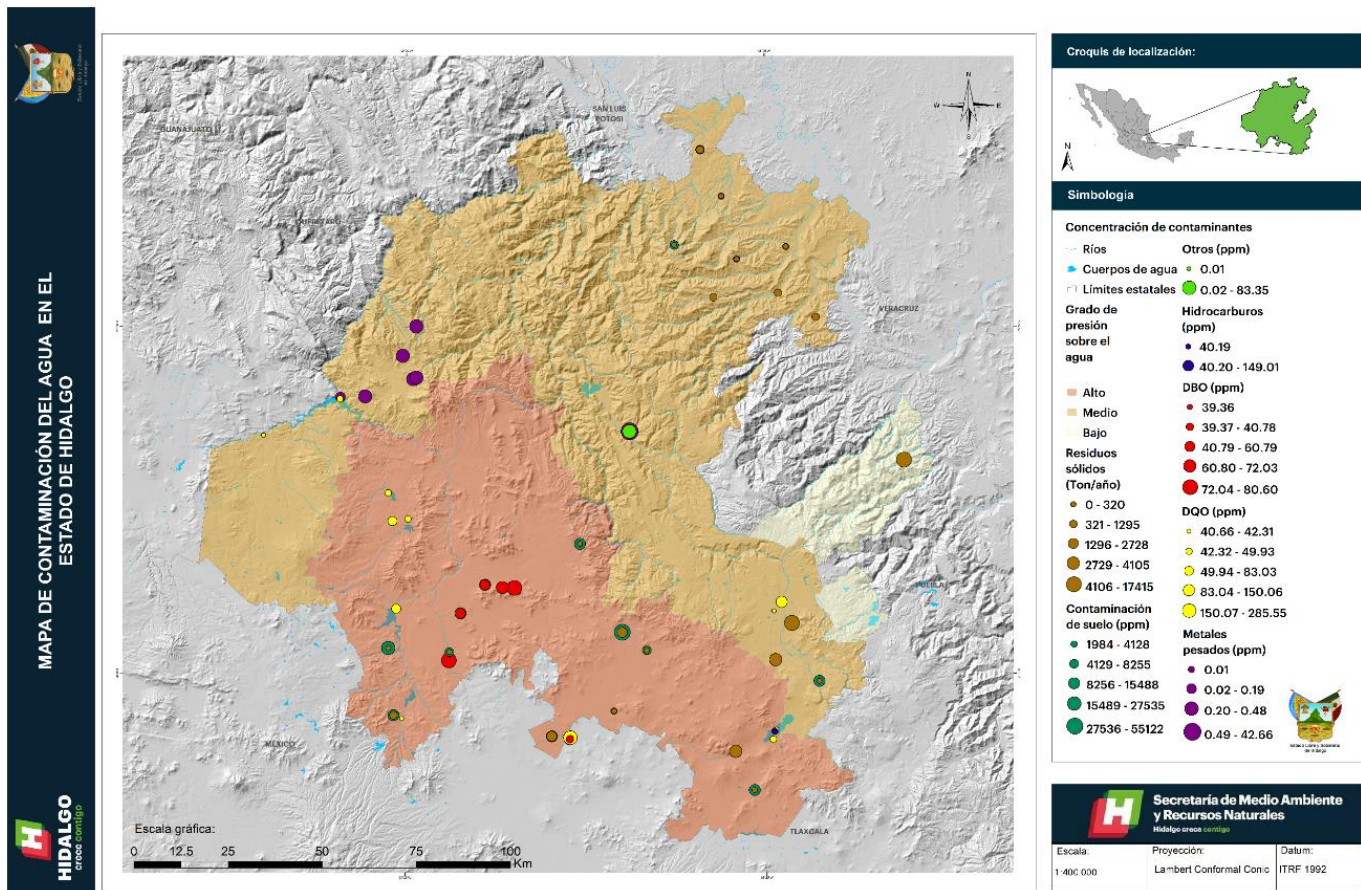 MAPA DE CONTAMINACIÓN DEL AGUA EN EL
ESTADO DE HIDALGO
HIDALGO
crece contigo
GUANAJUATO
SAN LUIS
POTOSÍ
VERACRUZ
PUEBLA
MÉXICO
TLAXCALA
N
W
E
S
Escala gráfica:
0 12.5 25 50 75 100
Km
Croquis de localización:
N
Simbología
Concentración de contaminantes
Ríos
Cuerpos de agua
Límites estatales
Grado de
presión
sobre el
agua
Alto
Medio
Bajo
Residuos
sólidos
(Ton/año)
0 - 320
321 - 1295
1296 - 2728
2729 - 4105
4106 - 17415
Contaminación
de suelo (ppm)
1984 - 4128
4129 - 8255
8256 - 15488
15489 - 27535
27536 - 55122
Otros (ppm)
0.01
0.02 - 83.35
Hidrocarburos
(ppm)
40.19
40.20 - 149.01
DBO (ppm)
39.36
39.37 - 40.78
40.79 - 60.79
60.80 - 72.03
72.04 - 80.60
DQO (ppm)
40.66 - 42.31
42.32 - 49.93
49.94 - 83.03
83.04 - 150.06
150.07 - 285.55
Metales
pesados (ppm)
0.01
0.02 - 0.19
0.20 - 0.48
0.49 - 42.66
Estado Libre y Soberano
de Hidalgo
H
Secretaría de Medio Ambiente
y Recursos Naturales
Hidalgo crece contigo
Escala:
1:400,000
Proyección:
Lambert Conformal Conic
Datum:
ITRF 1992